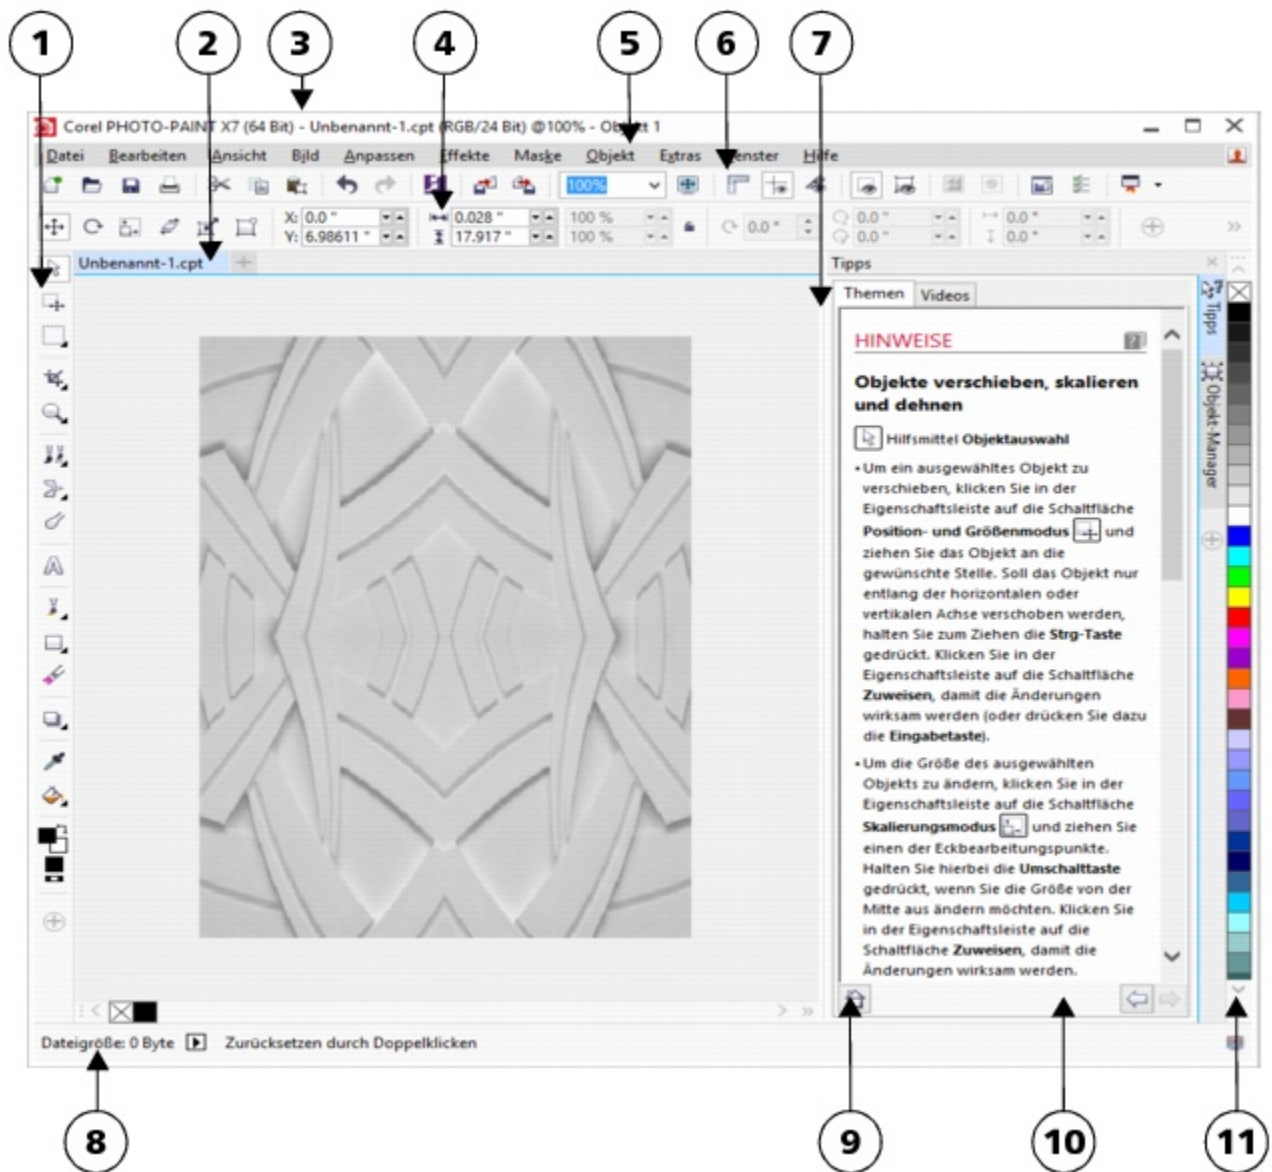 1 2 3 4 5 6 7
Corel PHOTO-PAINT X7 (64 Bit) - Unbenannt-1.cpt (RGB/24 Bit) @100% - 1
Datei Bearbeiten Ansicht Bild Anpassen Effekte Maske Objekt Extras Hilfe
100%
X: 0.0 " 0.028 " 100 % 0.0 ° 0.0 " 0.0 "
Y: 6.98611 " 17.917 " 100 % 0.0 " 0.0 "
Unbenannt-1.cpt
Tipps
Themen Videos
Tipps
Objekt-Manager
HINWEISE
Objekte verschieben, skalieren
und dehnen
Hilfsmittel Objektauswahl
• Um ein ausgewähltes Objekt zu
verschieben, klicken Sie in der
Eigenschaftsleiste auf die Schaltfläche
Position- und Größenmodus und
ziehen Sie das Objekt an die
gewünschte Stelle. Soll das Objekt nur
entlang der horizontalen oder
vertikalen Achse verschoben werden,
halten Sie zum Ziehen die Strg-Taste
gedrückt. Klicken Sie in der
Eigenschaftsleiste auf die Schaltfläche
Zuweisen, damit die Änderungen
wirksam werden (oder drücken Sie dazu
die Eingabetaste).
• Um die Größe des ausgewählten
Objekts zu ändern, klicken Sie in der
Eigenschaftsleiste auf die Schaltfläche
Skalierungsmodus und ziehen Sie
einen der Eckbearbeitungspunkte.
Halten Sie hierbei die Umschalttaste
gedrückt, wenn Sie die Größe von der
Mitte aus ändern möchten. Klicken Sie
in der Eigenschaftsleiste auf die
Schaltfläche Zuweisen, damit die
Änderungen wirksam werden.
Dateigröße: 0 Byte Zurücksetzen durch Doppelklicken
8 9 10 11